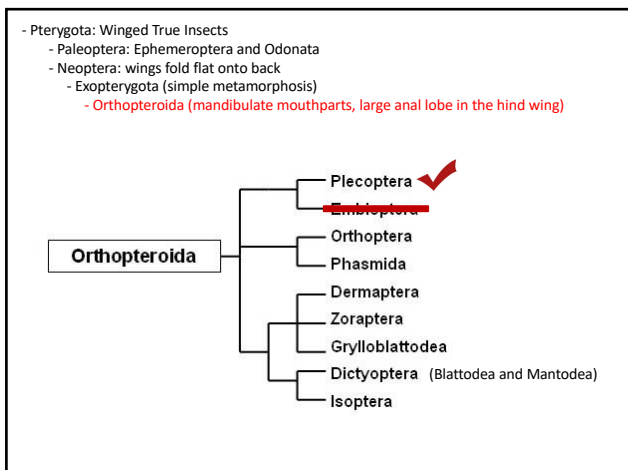 - Pterygota: Winged True Insects
- Paleoptera: Ephemeroptera and Odonata
- Neoptera: wings fold flat onto back
- Exopterygota (simple metamorphosis)
- Orthopteroida (mandibulate mouthparts, large anal lobe in the hind wing)
Orthopteroida
Plecoptera
Embioptera
Orthoptera
Phasmida
Dermaptera
Zoraptera
Grylloblattodea
Dictyoptera (Blattodea and Mantodea)
Isoptera